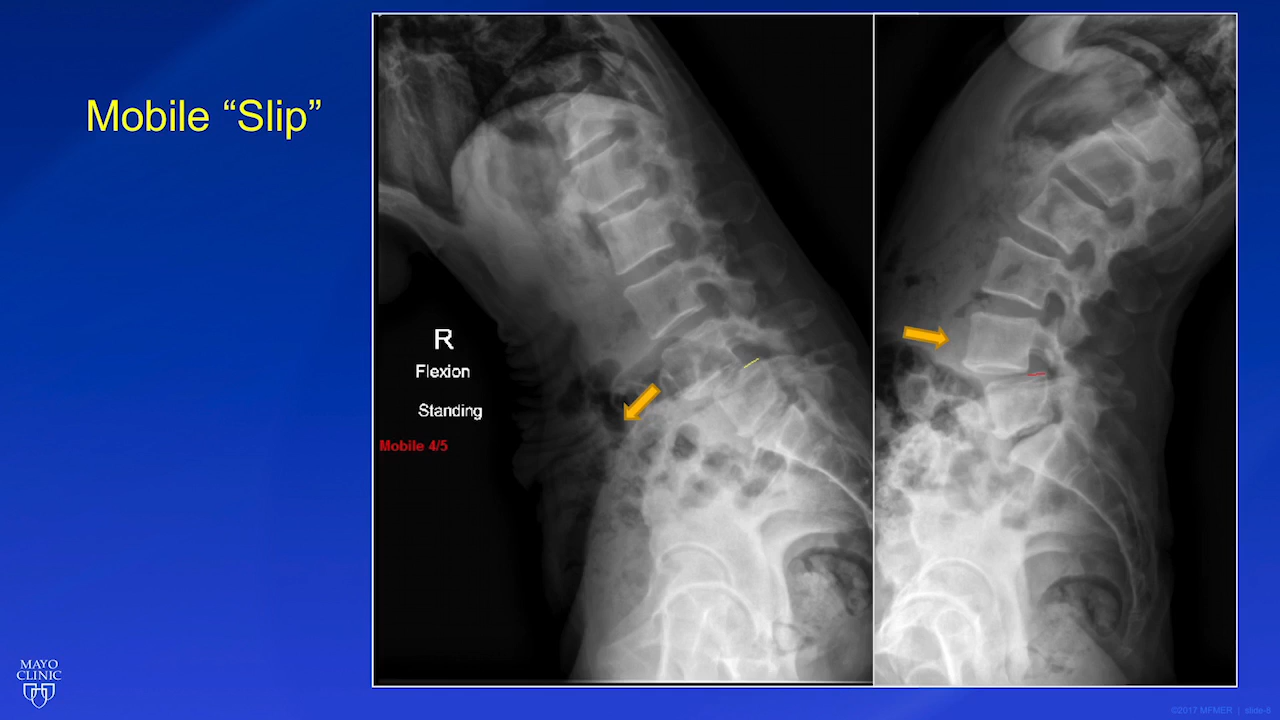 Mobile “Slip”
R
Flexion
Standing
Mobile 4/5
MAYO
CLINIC
©2017 MFMER | slide-8